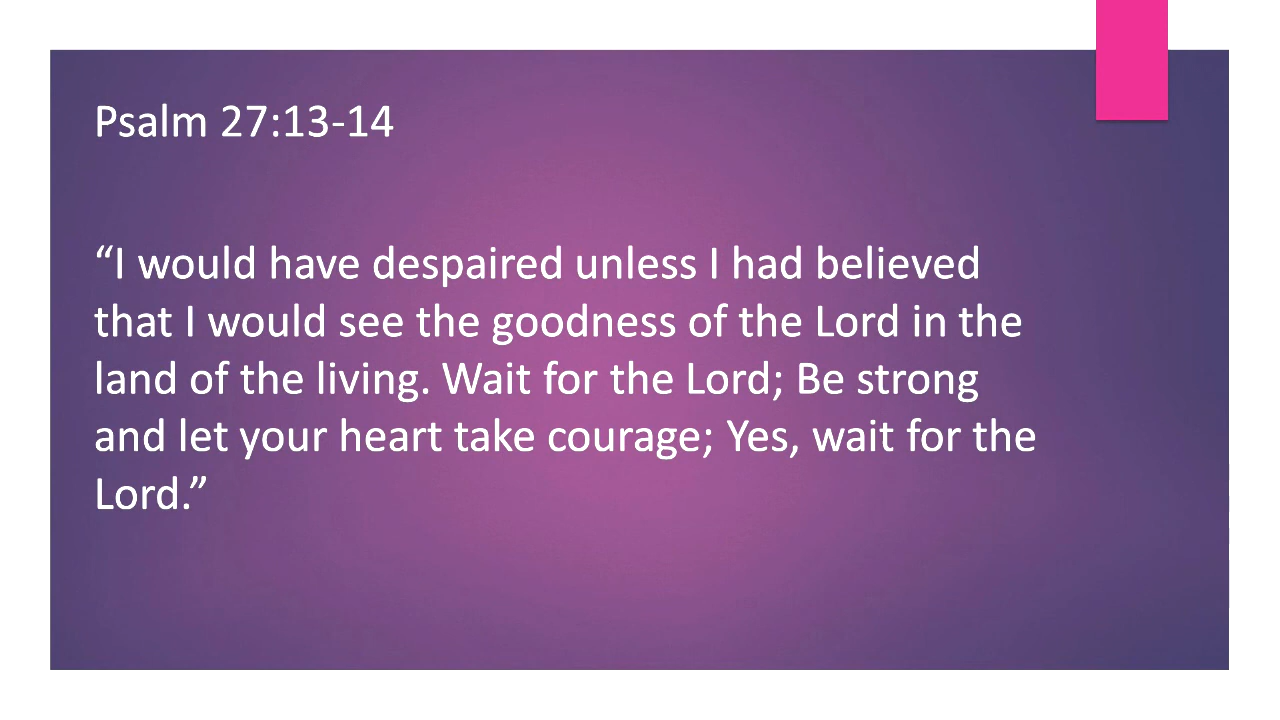 Psalm 27:13-14
“I would have despaired unless I had believed
that I would see the goodness of the Lord in the
land of the living. Wait for the Lord; Be strong
and let your heart take courage; Yes, wait for the
Lord.”